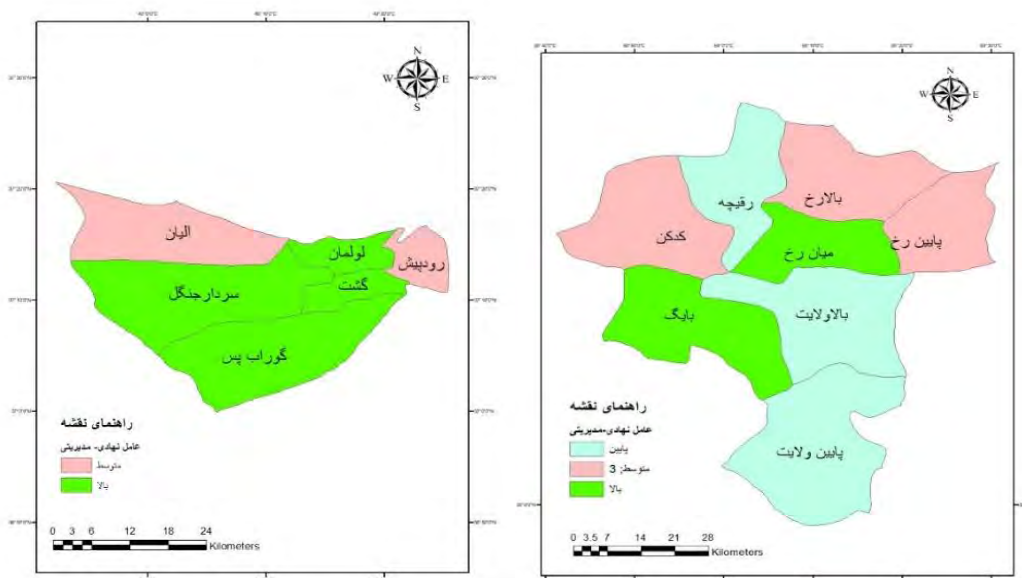 N
W
E
S
الیان
لولمان
رودپیش
گشت
سردارجنگل
گوراب پس
راهنمای نقشه
عامل نهادی- مدیریتی
متوسط
بالا
0 3 6 12 18 24
Kilometers
N
W
E
S
بالارخ
رقیچه
کدکن
پایین رخ
میان رخ
بایگ
بالاولایت
پایین ولایت
راهنمای نقشه
عامل نهادی-مدیریتی
پایین
متوسط; 3
بالا
0 3.5 7 14 21 28
Kilometers